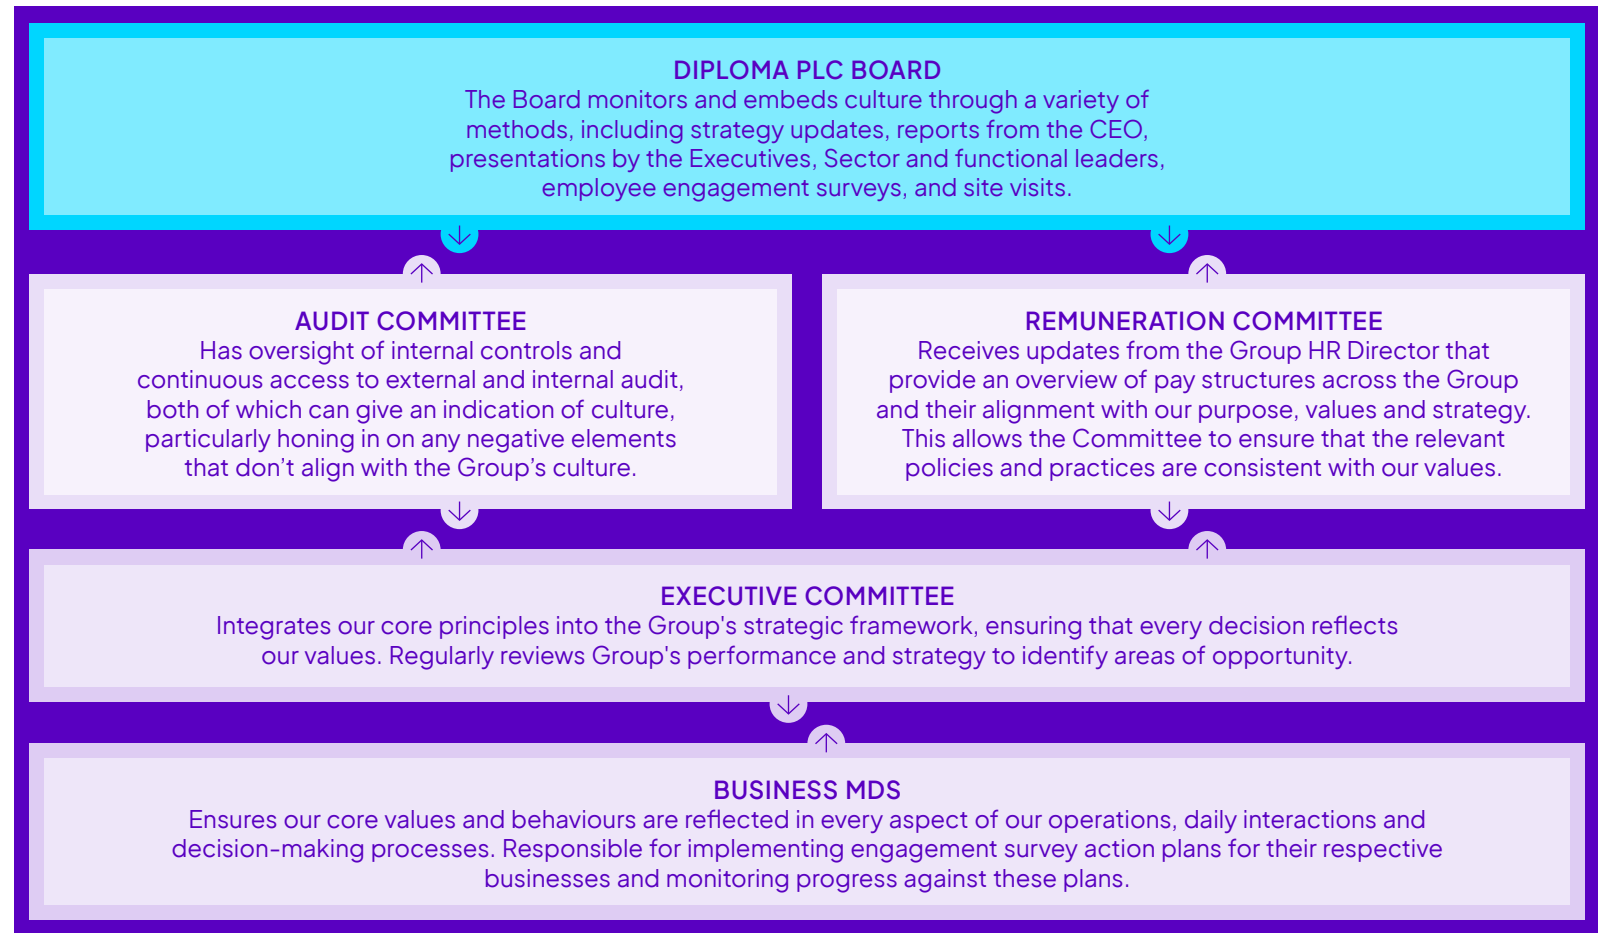 DIPLOMA PLC BOARD
The Board monitors and embeds culture through a variety of
methods, including strategy updates, reports from the CEO,
presentations by the Executives, Sector and functional leaders,
employee engagement surveys, and site visits.
AUDIT COMMITTEE
Has oversight of internal controls and
continuous access to external and internal audit,
both of which can give an indication of culture,
particularly honing in on any negative elements
that don’t align with the Group’s culture.
REMUNERATION COMMITTEE
Receives updates from the Group HR Director that
provide an overview of pay structures across the Group
and their alignment with our purpose, values and strategy.
This allows the Committee to ensure that the relevant
policies and practices are consistent with our values.
EXECUTIVE COMMITTEE
Integrates our core principles into the Group's strategic framework, ensuring that every decision reflects
our values. Regularly reviews Group's performance and strategy to identify areas of opportunity.
BUSINESS MDS
Ensures our core values and behaviours are reflected in every aspect of our operations, daily interactions and
decision-making processes. Responsible for implementing engagement survey action plans for their respective
businesses and monitoring progress against these plans.